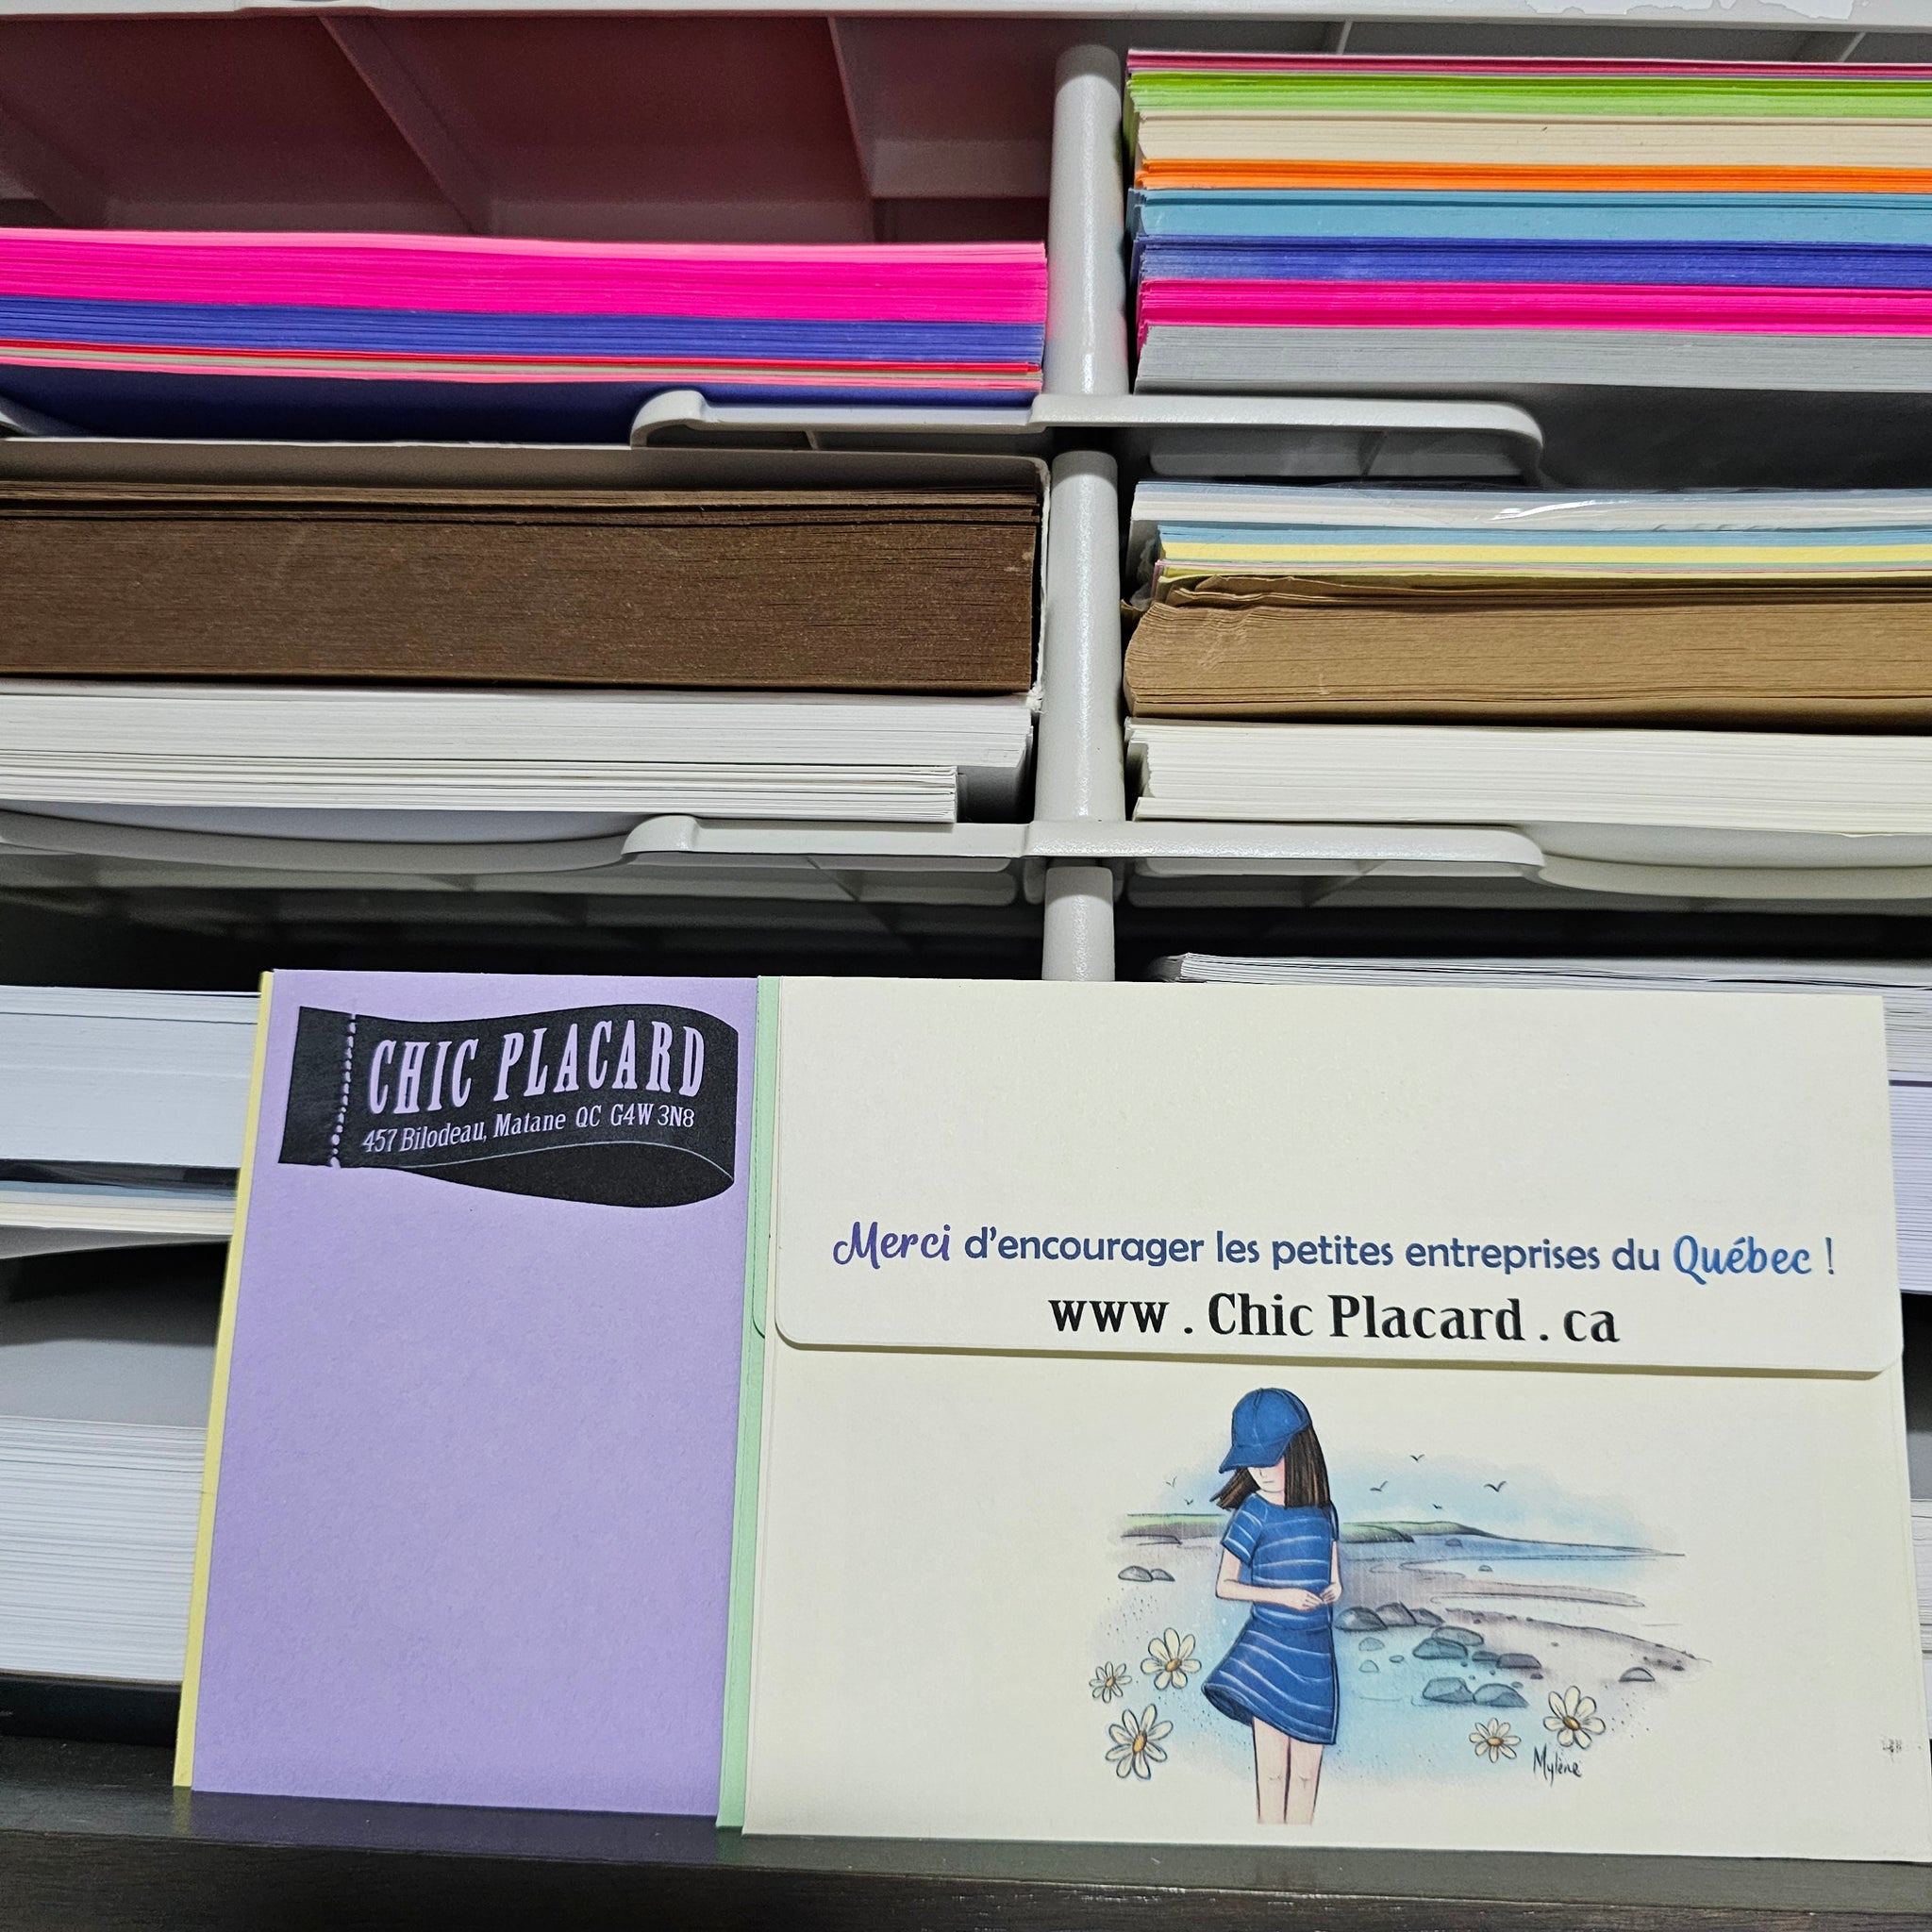 CHIC PLACARD
457 Bilodeau, Matane QC G4W 3N8
Merci d'encourager les petites entreprises du Québec !
www . Chic Placard . ca
Mylène